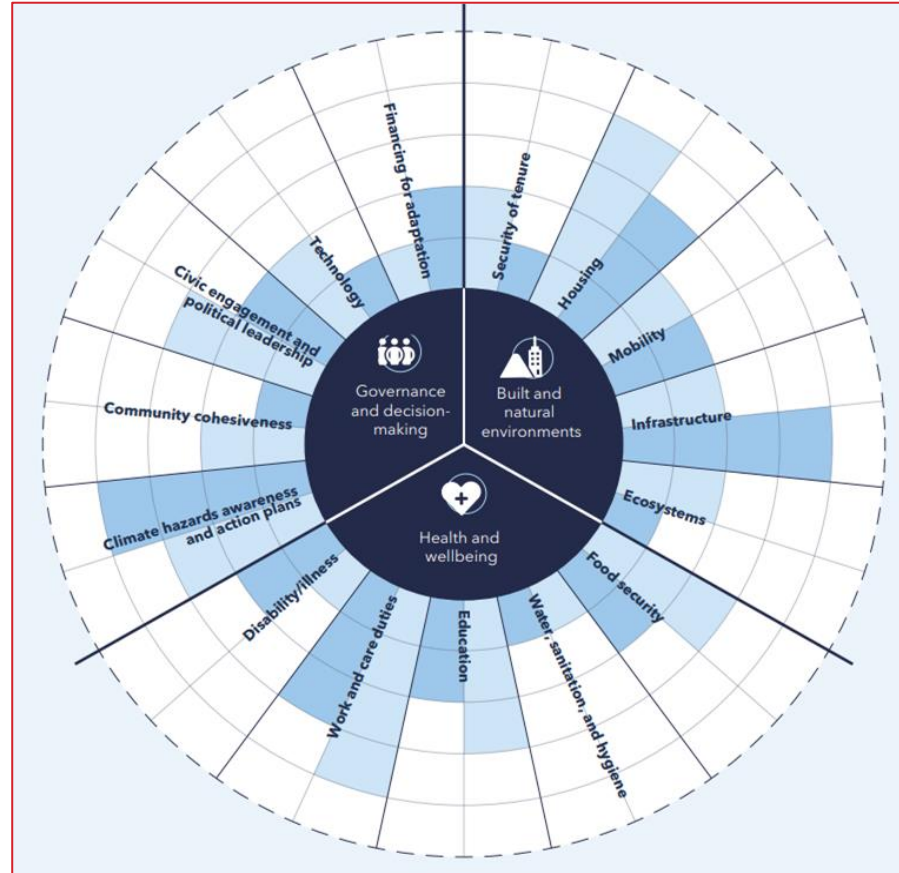 Financing for adaptation
Security of tenure
Housing
Mobility
Infrastructure
Ecosystems
Food security
Water, sanitation, and hygiene
Education
Work and care duties
Disability/illness
Climate hazards awareness
and action plans
Community cohesiveness
Civic engagement and
political leadership
Technology
Governance
and decision-
making
Built and
natural
environments
Health and
wellbeing